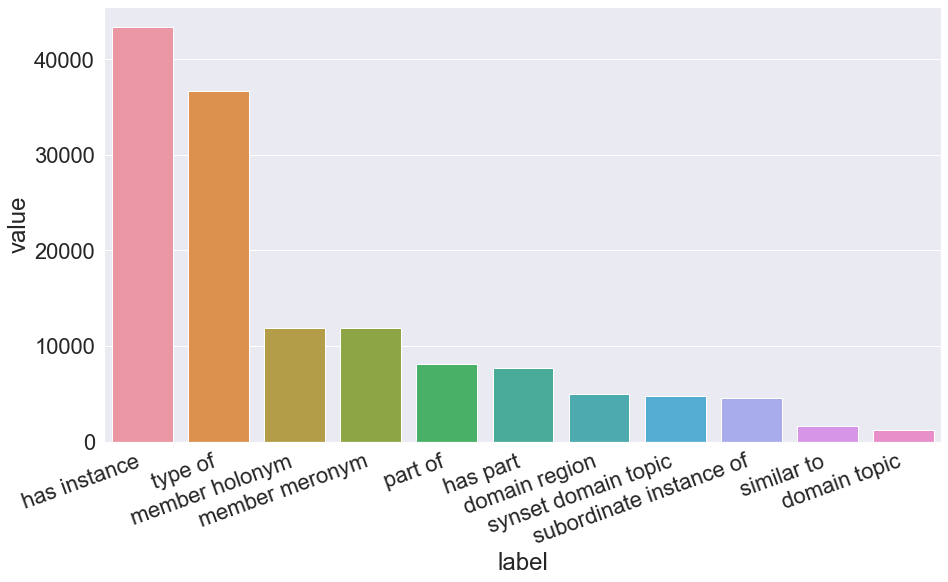 40000
30000
20000
10000
0
value
has instance
type of
member holonym
member meronym
part of
has part
domain region
synset domain topic
subordinate instance of
similar to
domain topic
label